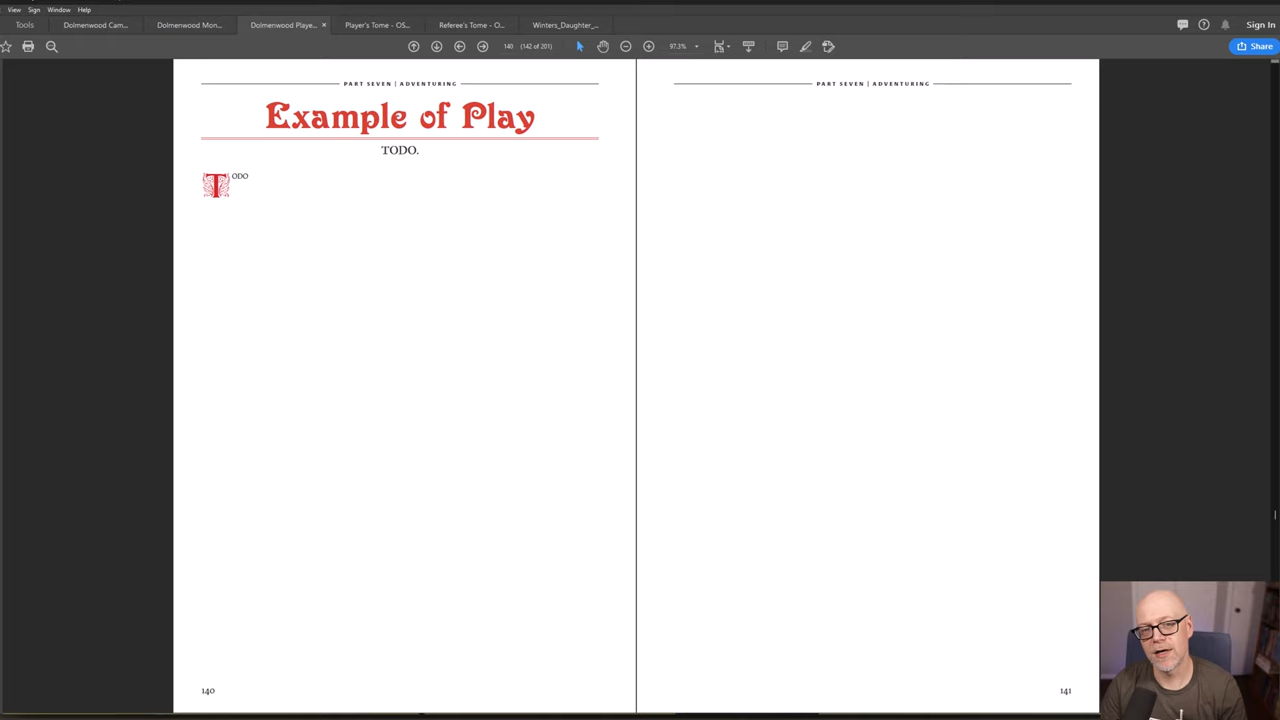 View Sign Window Help
Tools Dolmenwood Cam... Dolmenwood Mon... Dolmenwood Playe... × Player's Tome - OS... Referee's Tome - O... Winters_Daughter_... Sign In
140 (142 of 201) 97.3% Share
PART SEVEN | ADVENTURING
Example of Play
TODO.
TODO
140
PART SEVEN | ADVENTURING
141